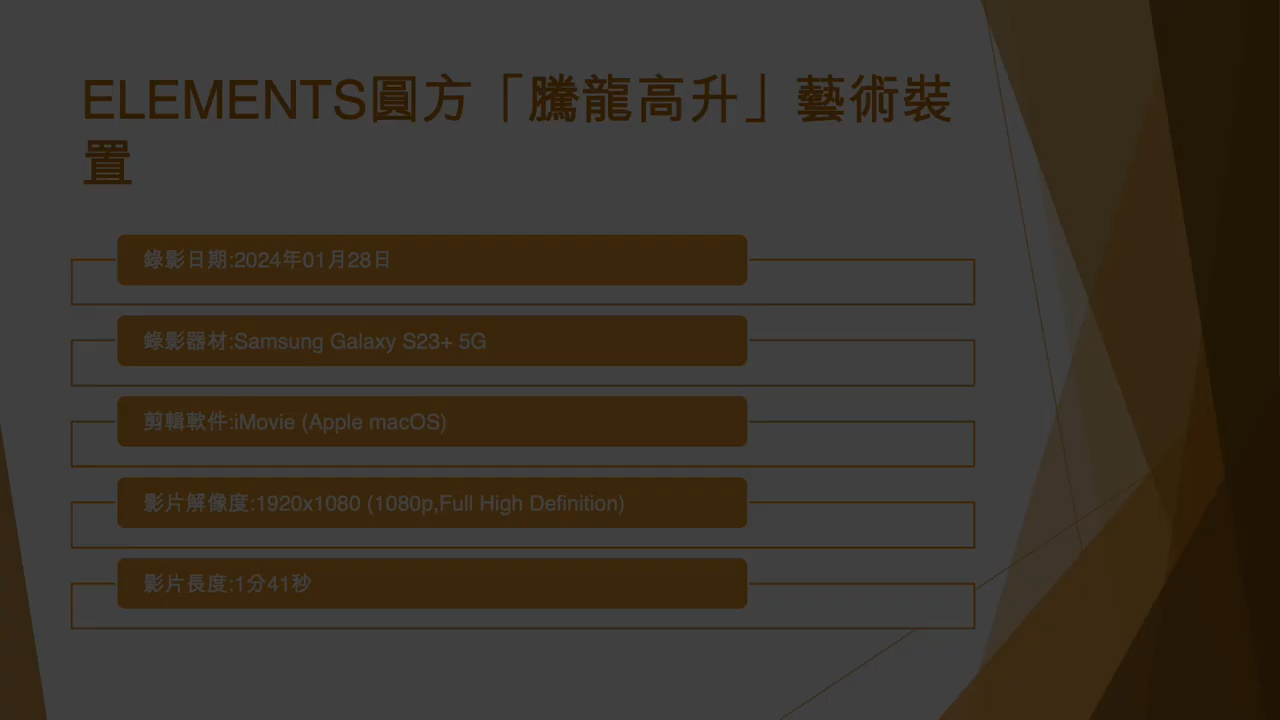 ELEMENTS圓方「騰龍高升」藝術裝
置
錄影日期:2024年01月28日
錄影器材:Samsung Galaxy S23+ 5G
剪輯軟件:iMovie (Apple macOS)
影片解像度:1920x1080 (1080p,Full High Definition)
影片長度:1分41秒